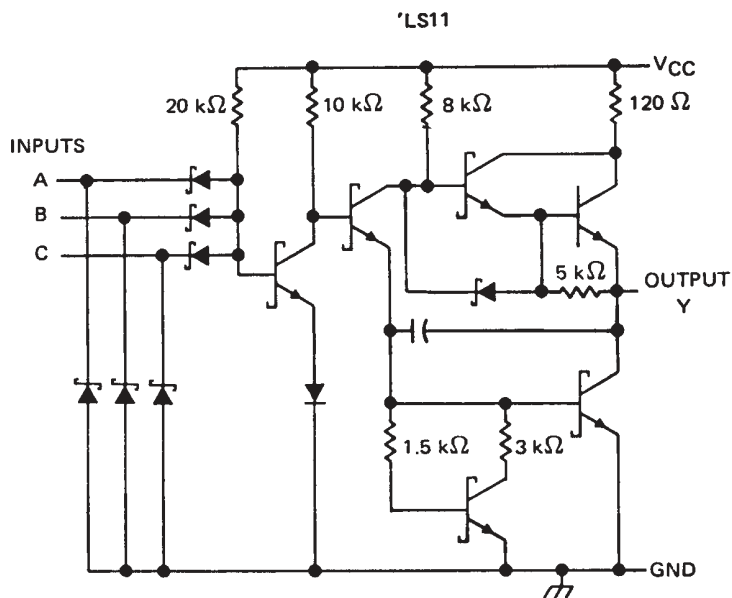 'LS11
VCC
20 kΩ 10 kΩ 8 kΩ 120 Ω
INPUTS
A
B
C
5 kΩ
OUTPUT
Y
1.5 kΩ 3 kΩ
GND